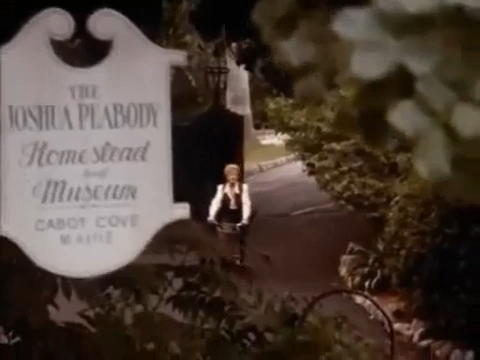 THE
JOSHUA PEABODY
Homestead
and
Museum
CABOT COVE
MAINE